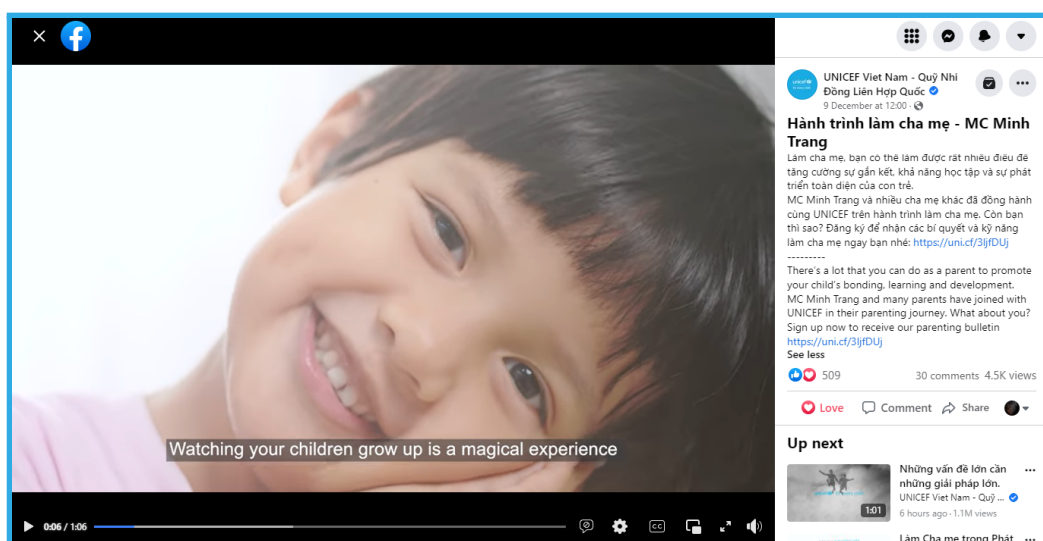 UNICEF Viet Nam - Quỹ Nhi
Đồng Liên Hợp Quốc
9 December at 12:00
Hành trình làm cha mẹ - MC Minh
Trang
Làm cha mẹ, bạn có thể làm được rất nhiều điều để
tăng cường sự gắn kết, khả năng học tập và sự phát
triển toàn diện của con trẻ.
MC Minh Trang và nhiều cha mẹ khác đã đồng hành
cùng UNICEF trên hành trình làm cha mẹ. Còn bạn
thì sao? Đăng ký để nhận các bí quyết và kỹ năng
làm cha mẹ ngay bạn nhé: https://uni.cf/3ljfDUj
---------
There's a lot that you can do as a parent to promote
your child's bonding, learning and development.
MC Minh Trang and many parents have joined with
UNICEF in their parenting journey. What about you?
Sign up now to receive our parenting bulletin
https://uni.cf/3ljfDUj
See less
509 30 comments 4.5K views
Love Comment Share
Up next
Những vấn đề lớn cần
những giải pháp lớn.
UNICEF Viet Nam - Quỹ ...
6 hours ago · 1.1M views
1:01
Làm Cha mẹ trong Phát
Watching your children grow up is a magical experience
0:06 / 1:06
CC